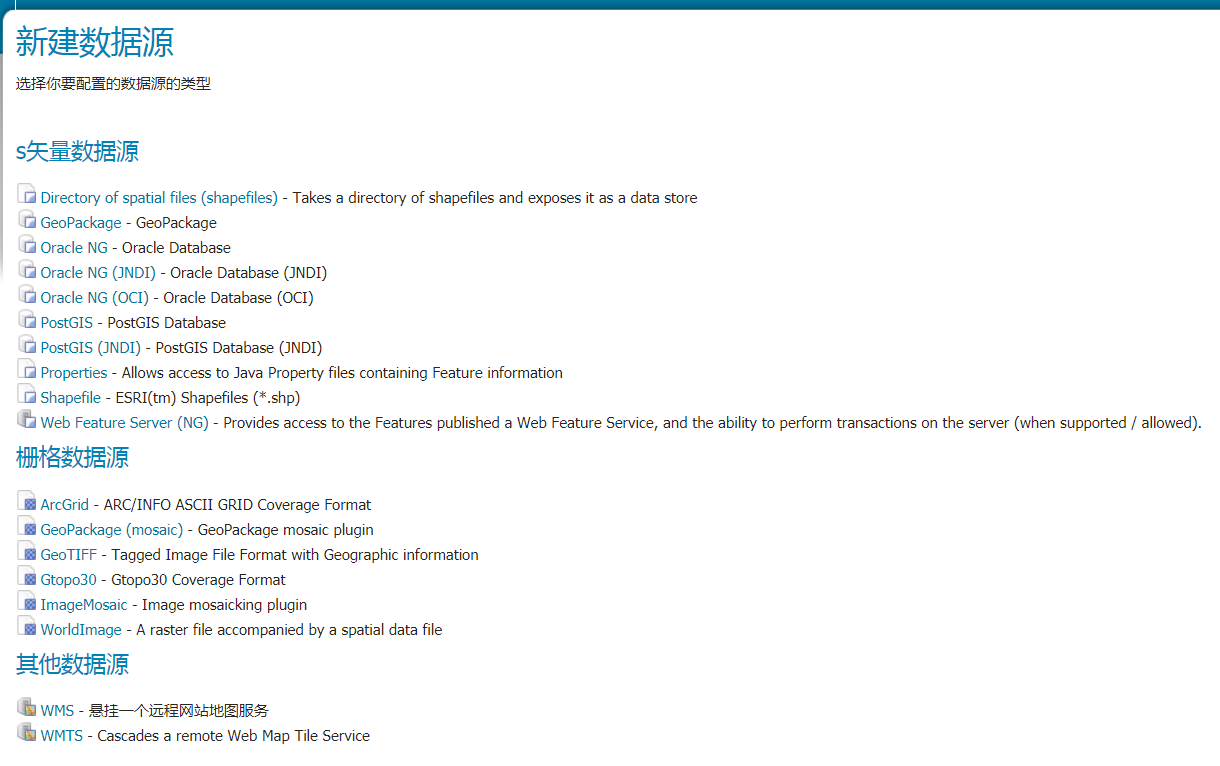 新建数据源
选择你要配置的数据源的类型
s矢量数据源
Directory of spatial files (shapefiles) - Takes a directory of shapefiles and exposes it as a data store
GeoPackage - GeoPackage
Oracle NG - Oracle Database
Oracle NG (JNDI) - Oracle Database (JNDI)
Oracle NG (OCI) - Oracle Database (OCI)
PostGIS - PostGIS Database
PostGIS (JNDI) - PostGIS Database (JNDI)
Properties - Allows access to Java Property files containing Feature information
Shapefile - ESRI(tm) Shapefiles (*.shp)
Web Feature Server (NG) - Provides access to the Features published a Web Feature Service, and the ability to perform transactions on the server (when supported / allowed).
栅格数据源
ArcGrid - ARC/INFO ASCII GRID Coverage Format
GeoPackage (mosaic) - GeoPackage mosaic plugin
GeoTIFF - Tagged Image File Format with Geographic information
Gtopo30 - Gtopo30 Coverage Format
ImageMosaic - Image mosaicking plugin
WorldImage - A raster file accompanied by a spatial data file
其他数据源
WMS - 悬挂一个远程网站地图服务
WMTS - Cascades a remote Web Map Tile Service